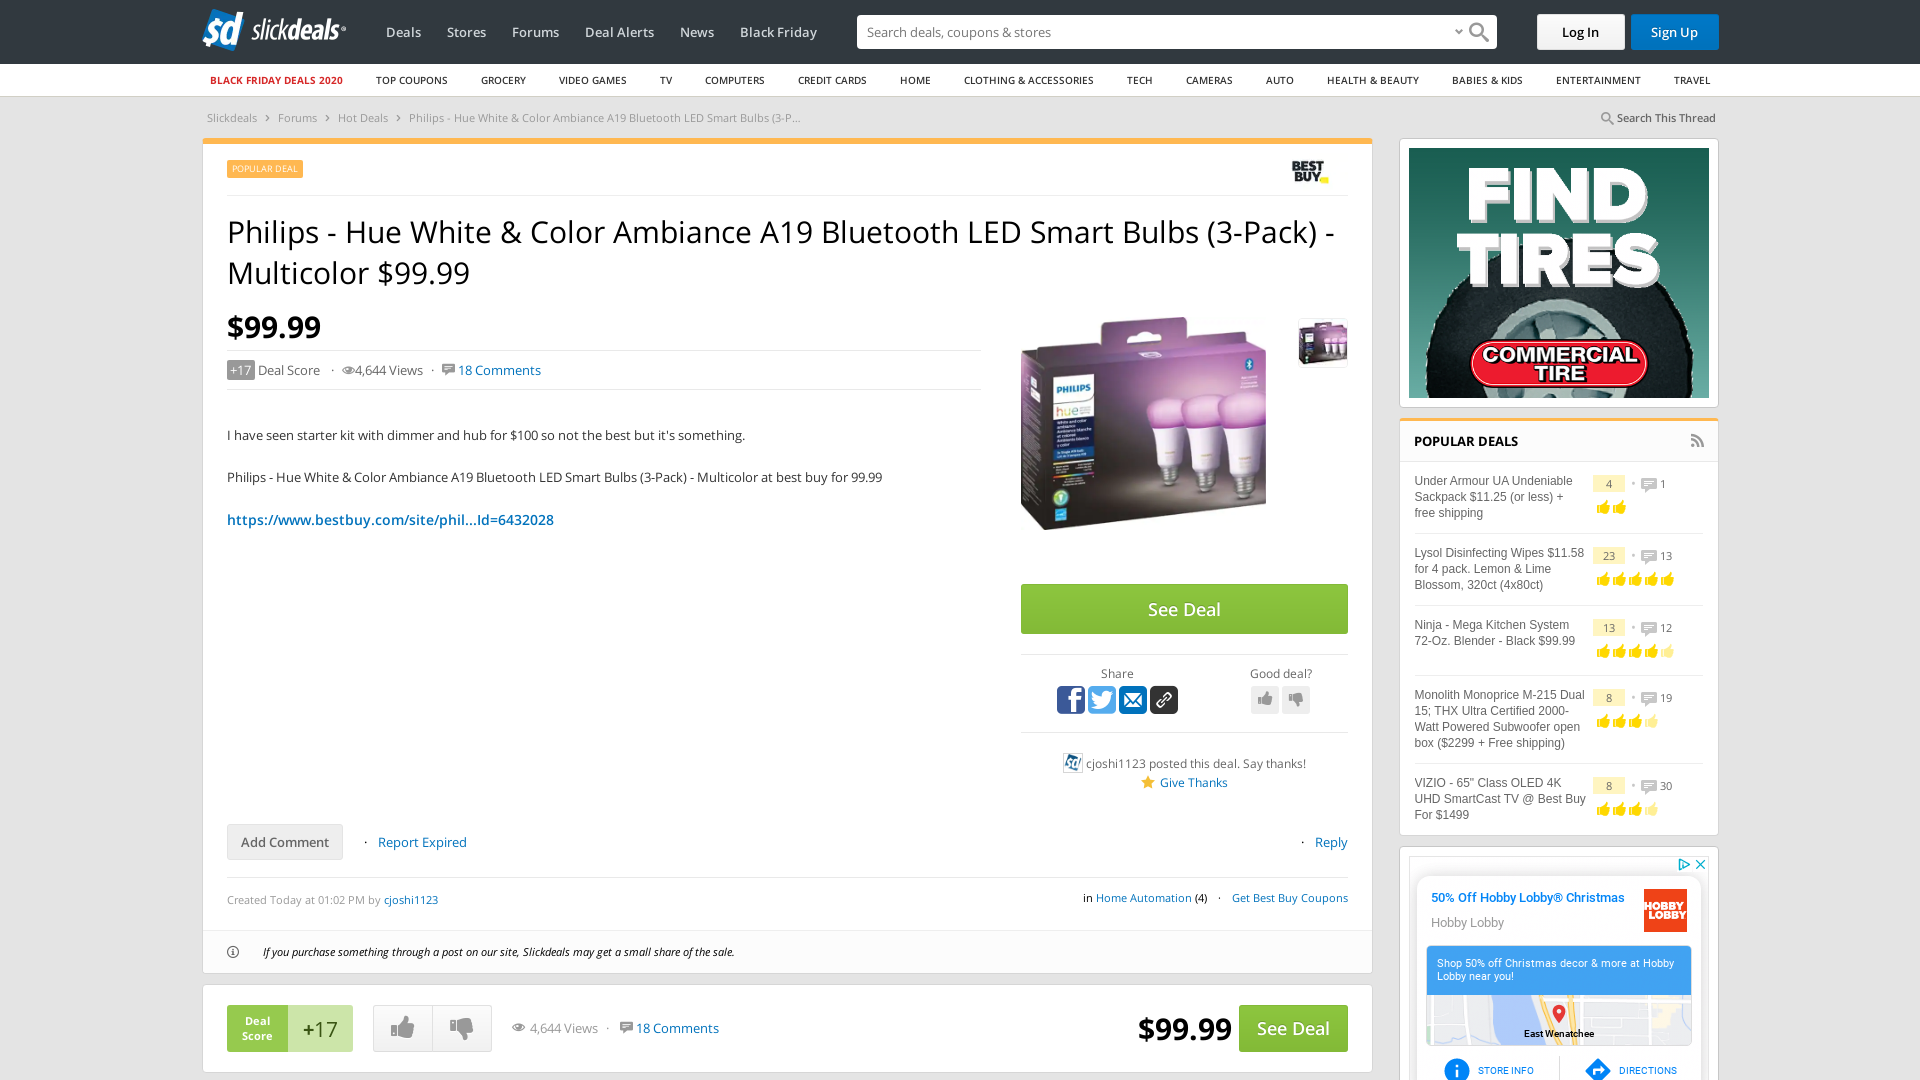 slickdeals
Deals
Stores
Forums
Deal Alerts
News
Black Friday
Search deals, coupons & stores
Log In
Sign Up
BLACK FRIDAY DEALS 2020
TOP COUPONS
GROCERY
VIDEO GAMES
TV
COMPUTERS
CREDIT CARDS
HOME
CLOTHING & ACCESSORIES
TECH
CAMERAS
AUTO
HEALTH & BEAUTY
BABIES & KIDS
ENTERTAINMENT
TRAVEL
Slickdeals › Forums › Hot Deals › Philips - Hue White & Color Ambiance A19 Bluetooth LED Smart Bulbs (3-P...
Search This Thread
POPULAR DEAL
BEST
BUY
Philips - Hue White & Color Ambiance A19 Bluetooth LED Smart Bulbs (3-Pack) -
Multicolor $99.99
$99.99
+17 Deal Score · 4,644 Views · 18 Comments
I have seen starter kit with dimmer and hub for $100 so not the best but it's something.
Philips - Hue White & Color Ambiance A19 Bluetooth LED Smart Bulbs (3-Pack) - Multicolor at best buy for 99.99
https://www.bestbuy.com/site/phil...Id=6432028
PHILIPS
hue
See Deal
Share
Good deal?
cjoshi1123 posted this deal. Say thanks!
Give Thanks
Add Comment · Report Expired
· Reply
Created Today at 01:02 PM by cjoshi1123
in Home Automation (4) · Get Best Buy Coupons
If you purchase something through a post on our site, Slickdeals may get a small share of the sale.
Deal
Score
+17
4,644 Views · 18 Comments
$99.99
See Deal
FIND
TIRES
COMMERCIAL
TIRE
POPULAR DEALS
Under Armour UA Undeniable
Sackpack $11.25 (or less) +
free shipping
4 · 1
Lysol Disinfecting Wipes $11.58
for 4 pack. Lemon & Lime
Blossom, 320ct (4x80ct)
23 · 13
Ninja - Mega Kitchen System
72-Oz. Blender - Black $99.99
13 · 12
Monolith Monoprice M-215 Dual
15; THX Ultra Certified 2000-
Watt Powered Subwoofer open
box ($2299 + Free shipping)
8 · 19
VIZIO - 65" Class OLED 4K
UHD SmartCast TV @ Best Buy
For $1499
8 · 30
50% Off Hobby Lobby® Christmas
Hobby Lobby
HOBBY
LOBBY
Shop 50% off Christmas decor & more at Hobby
Lobby near you!
East Wenatchee
STORE INFO
DIRECTIONS